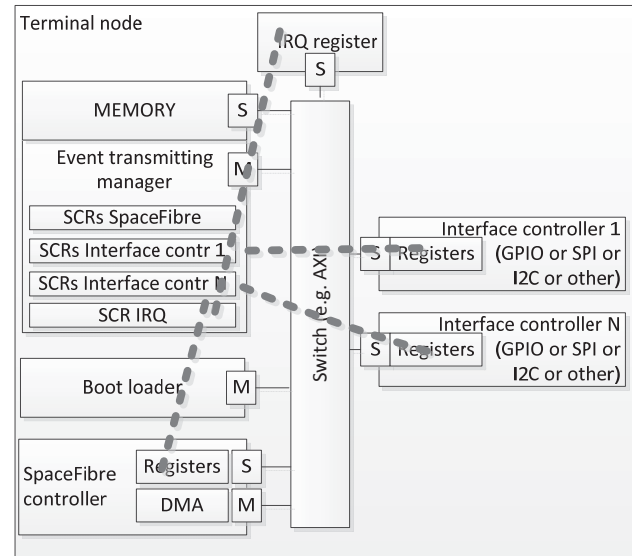 Terminal node
IRQ register
S
MEMORY
S
Event transmitting
manager
M
SCRs SpaceFibre
SCRs Interface contr 1
SCRs Interface contr N
SCR IRQ
Switch (e.g. AXI)
Interface controller 1
S
Registers
(GPIO or SPI or
I2C or other)
Interface controller N
S
Registers
(GPIO or SPI or
I2C or other)
Boot loader
M
SpaceFibre
controller
Registers
S
DMA
M